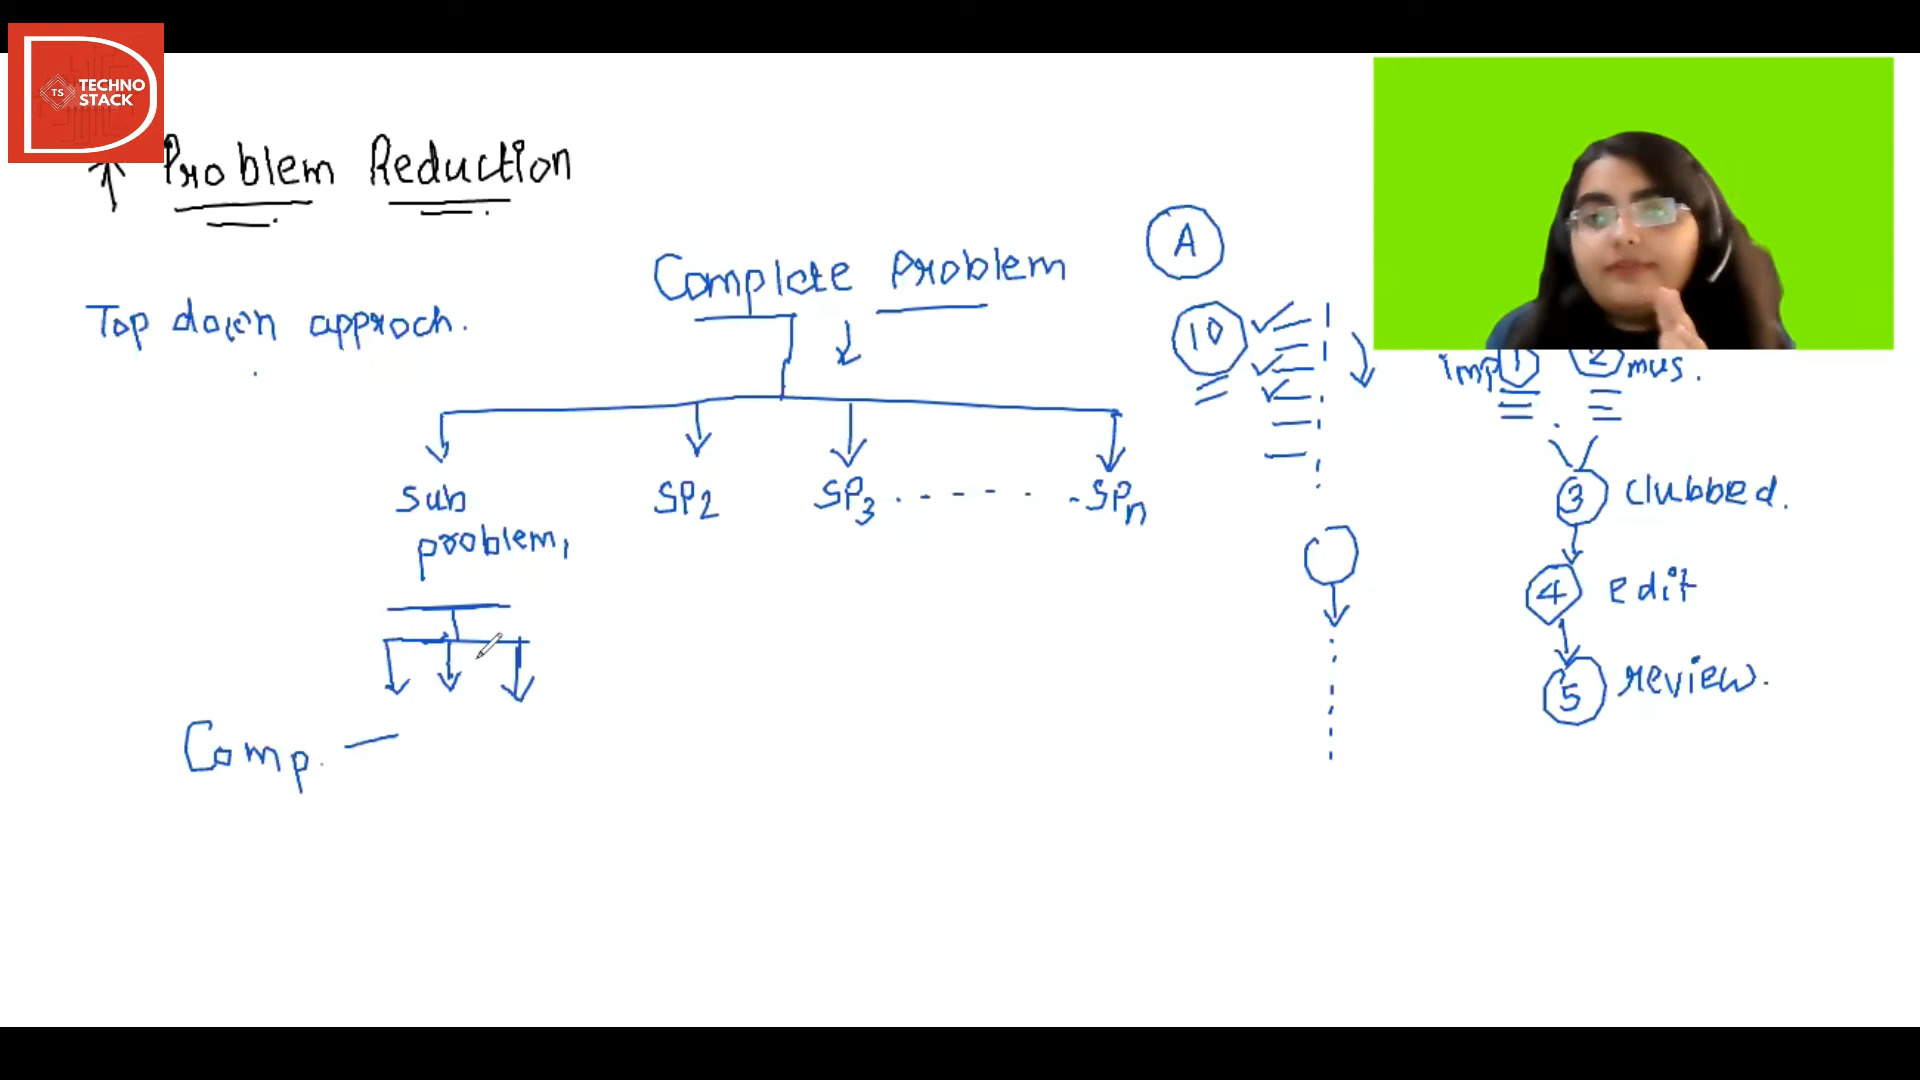 TS TECHNO
STACK
Problem Reduction
Top down approch.
Complete Problem
Sub
problem1
SP2
SP3 . - - - - . - SPn
Comp. —
A
10
imp 1 2 mus.
3 clubbed.
4 edit
5 review.